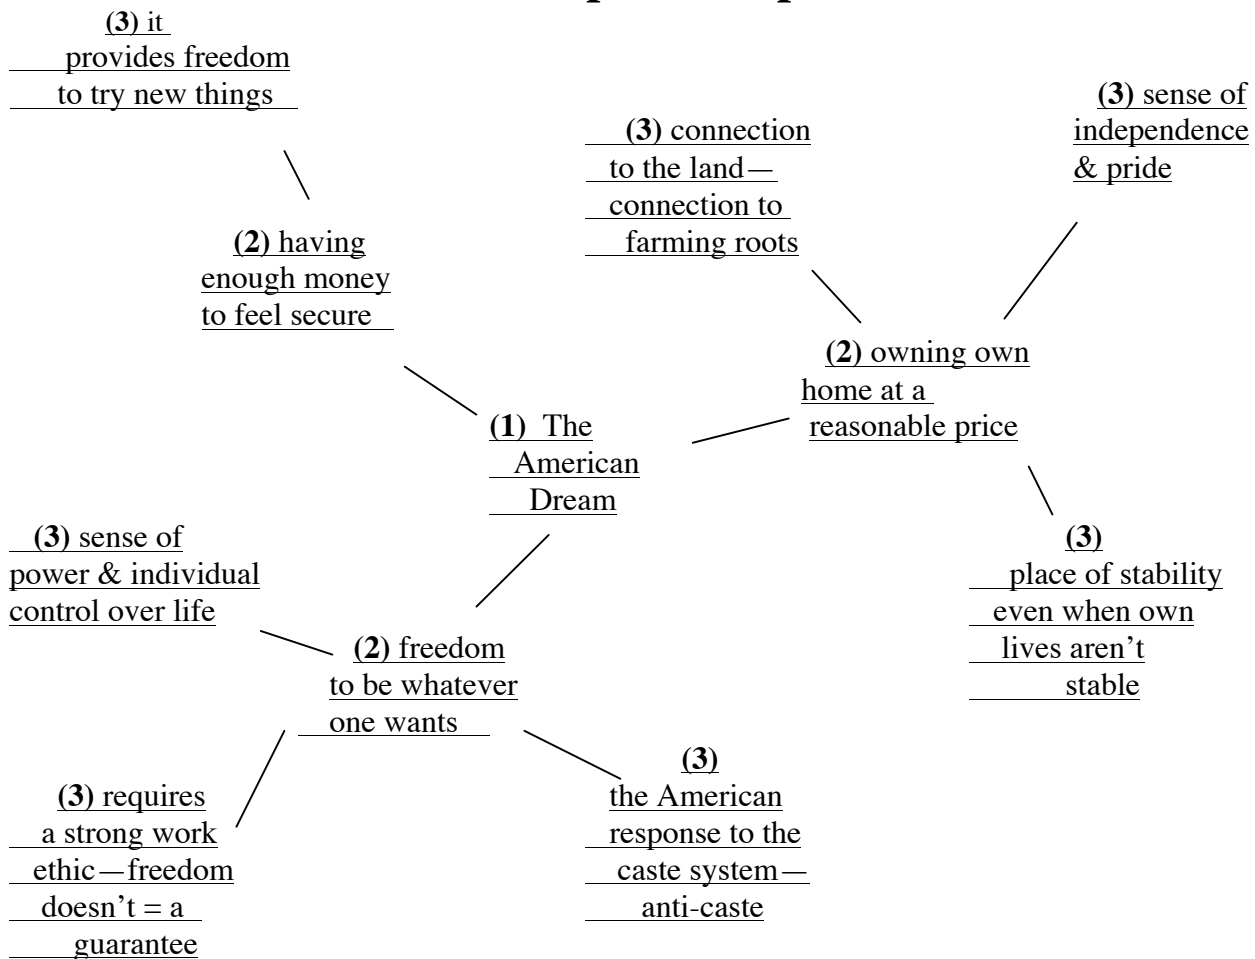 (3) it
provides freedom
to try new things
(3) connection
to the land—
connection to
farming roots
(3) sense of
independence
& pride
(2) having
enough money
to feel secure
(2) owning own
home at a
reasonable price
(1) The
American
Dream
(3) sense of
power & individual
control over life
(3)
place of stability
even when own
lives aren't
stable
(2) freedom
to be whatever
one wants
(3) requires
a strong work
ethic—freedom
doesn't = a
guarantee
(3)
the American
response to the
caste system—
anti-caste